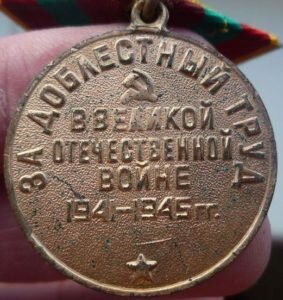 ЗА ДОБЛЕСТНЫЙ ТРУД
В ВЕЛИКОЙ
ОТЕЧЕСТВЕННОЙ
ВОЙНЕ
1941-1945 гг.